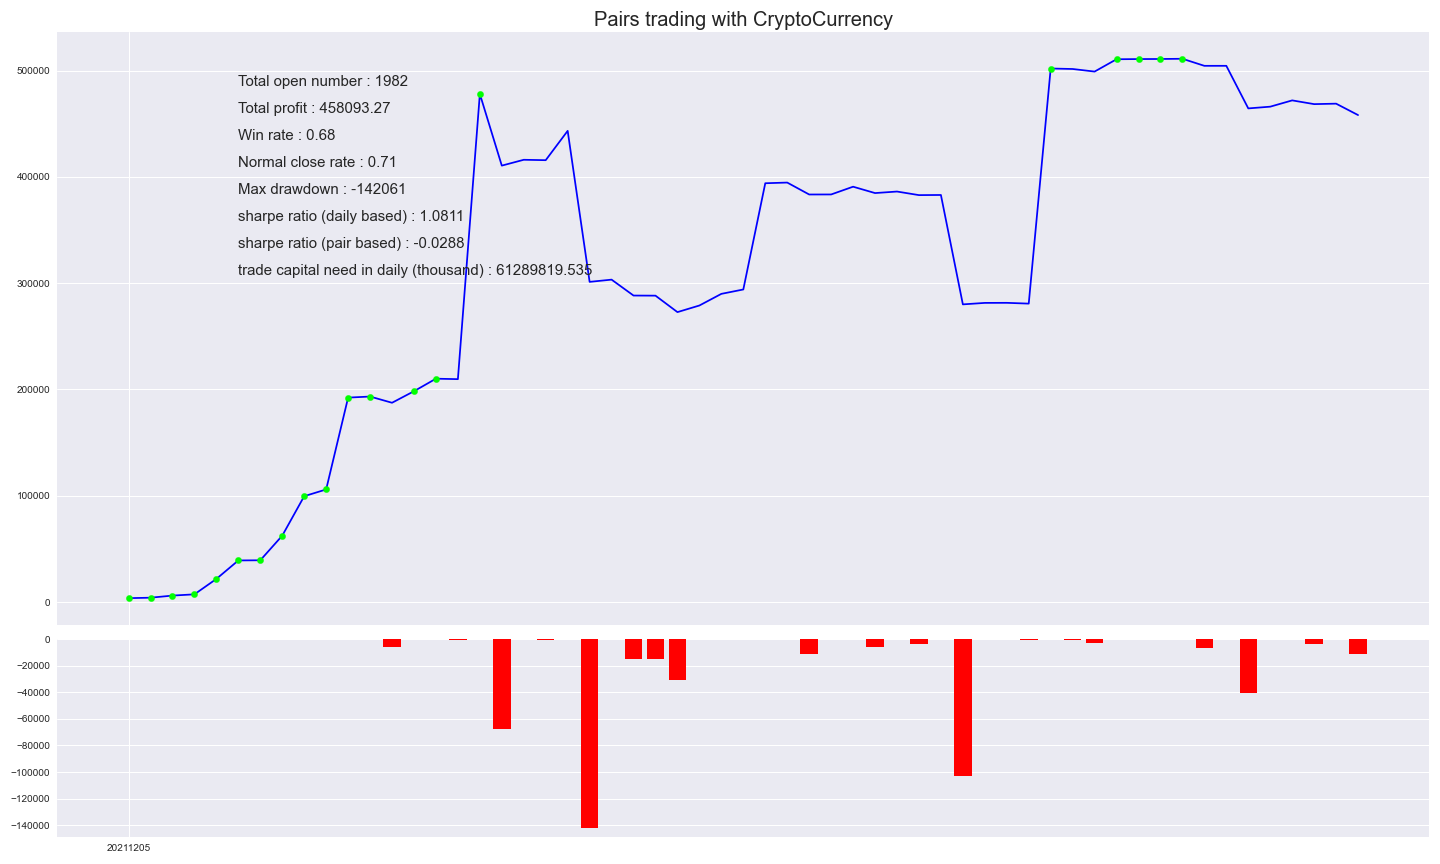 Pairs trading with CryptoCurrency
500000
400000
300000
200000
100000
0
Total open number : 1982
Total profit : 458093.27
Win rate : 0.68
Normal close rate : 0.71
Max drawdown : -142061
sharpe ratio (daily based) : 1.0811
sharpe ratio (pair based) : -0.0288
trade capital need in daily (thousand) : 61289819.535
0
−20000
−40000
−60000
−80000
−100000
−120000
−140000
20211205